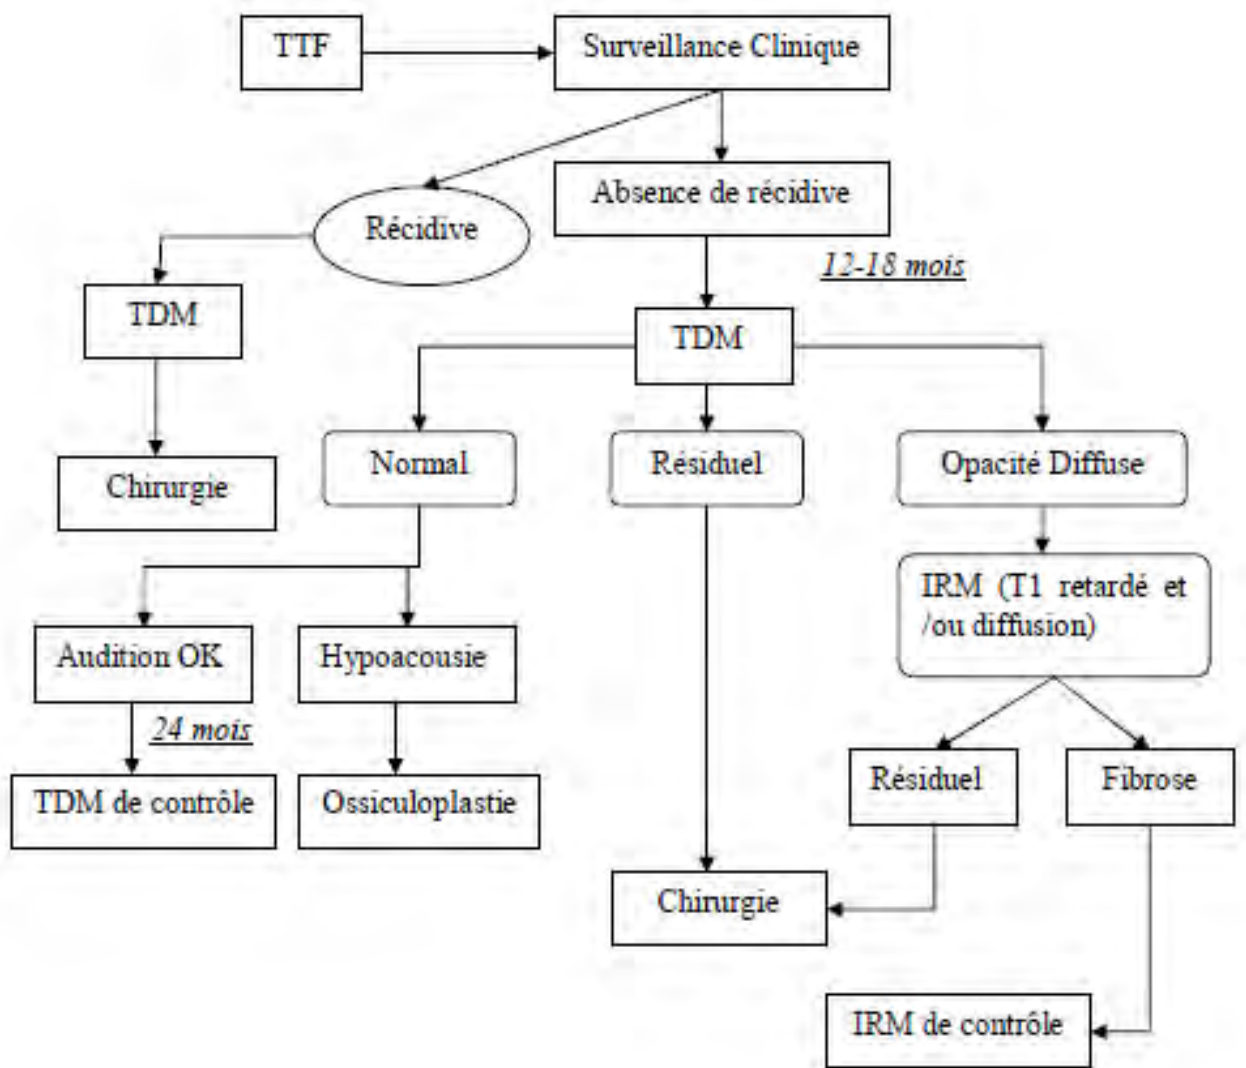 TTF
Surveillance Clinique
Absence de récidive
Récidive
12-18 mois
TDM
TDM
Normal
Résiduel
Opacité Diffuse
Chirurgie
IRM (T1 retardé et
/ou diffusion)
Audition OK
Hypoacousie
24 mois
Résiduel
Fibrose
TDM de contrôle
Ossiculoplastie
Chirurgie
IRM de contrôle